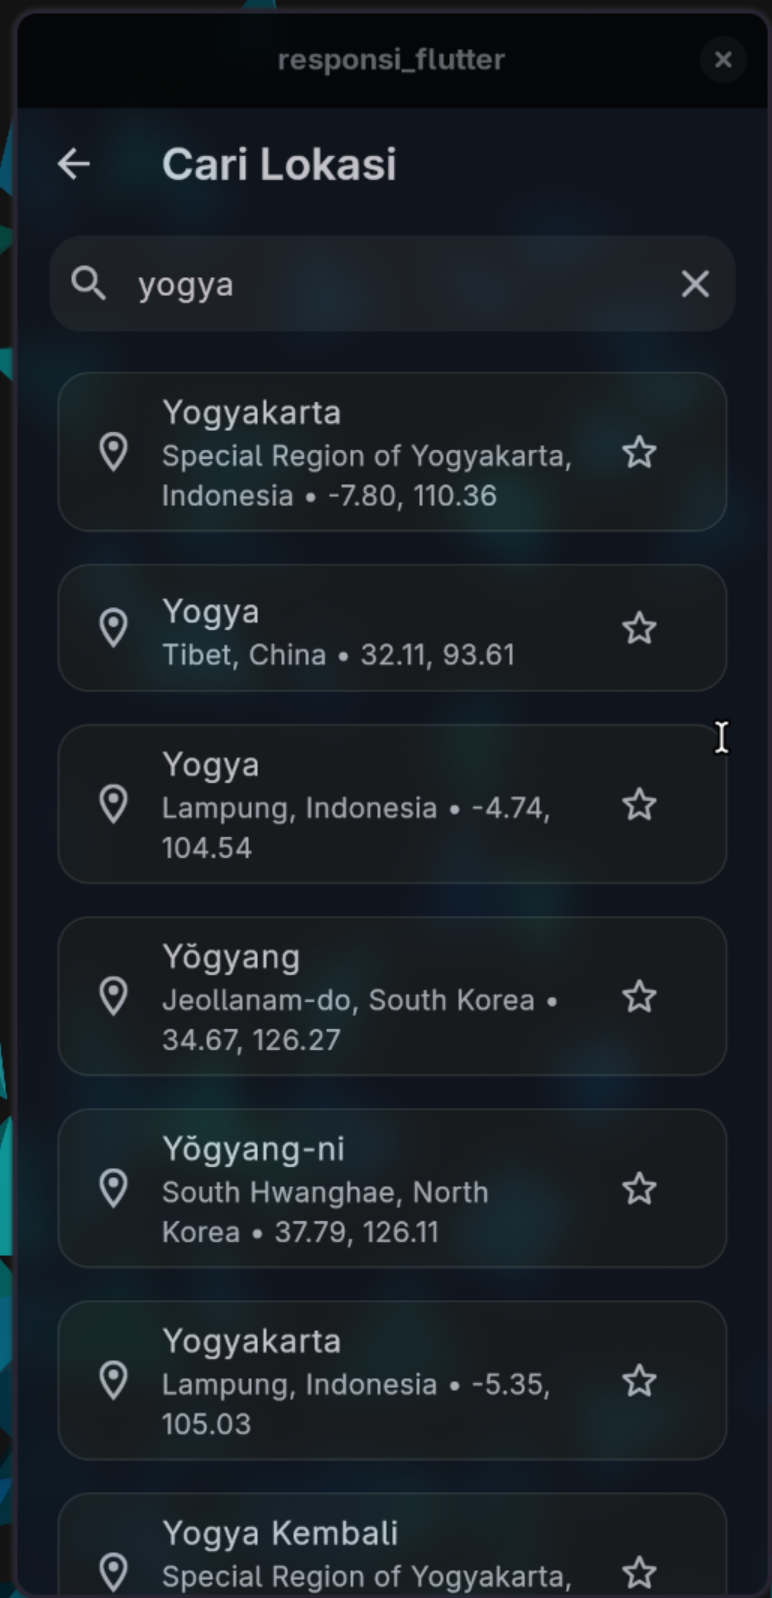 responsi_flutter
Cari Lokasi
yogya
Yogyakarta
Special Region of Yogyakarta,
Indonesia • -7.80, 110.36
Yogya
Tibet, China • 32.11, 93.61
Yogya
Lampung, Indonesia • -4.74,
104.54
Yŏgyang
Jeollanam-do, South Korea •
34.67, 126.27
Yŏgyang-ni
South Hwanghae, North
Korea • 37.79, 126.11
Yogyakarta
Lampung, Indonesia • -5.35,
105.03
Yogya Kembali
Special Region of Yogyakarta,